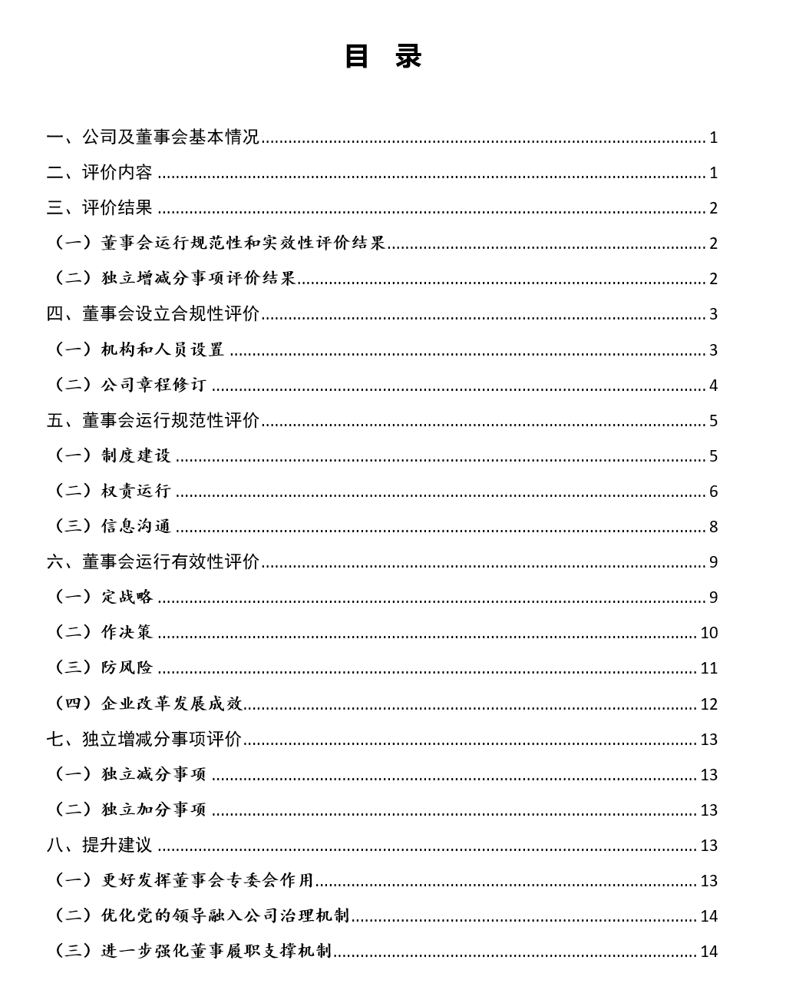 目 录
一、公司及董事会基本情况 1
二、评价内容 1
三、评价结果 2
（一）董事会运行规范性和实效性评价结果 2
（二）独立增减分事项评价结果 2
四、董事会设立合规性评价 3
（一）机构和人员设置 3
（二）公司章程修订 4
五、董事会运行规范性评价 5
（一）制度建设 5
（二）权责运行 6
（三）信息沟通 8
六、董事会运行有效性评价 9
（一）定战略 9
（二）作决策 10
（三）防风险 11
（四）企业改革发展成效 12
七、独立增减分事项评价 13
（一）独立减分事项 13
（二）独立加分事项 13
八、提升建议 13
（一）更好发挥董事会专委会作用 13
（二）优化党的领导融入公司治理机制 14
（三）进一步强化董事履职支撑机制 14